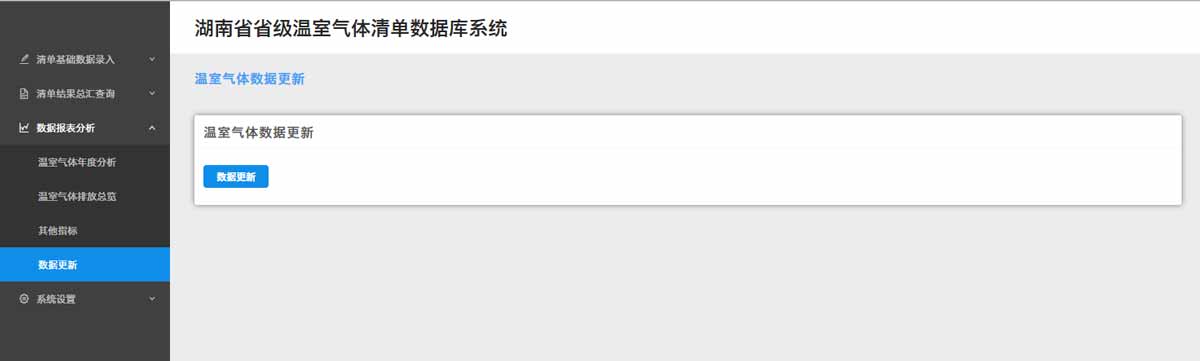 湖南省省级温室气体清单数据库系统
清单基础数据录入
清单结果总汇查询
数据报表分析
温室气体年度分析
温室气体排放总览
其他指标
数据更新
系统设置
温室气体数据更新
温室气体数据更新
数据更新